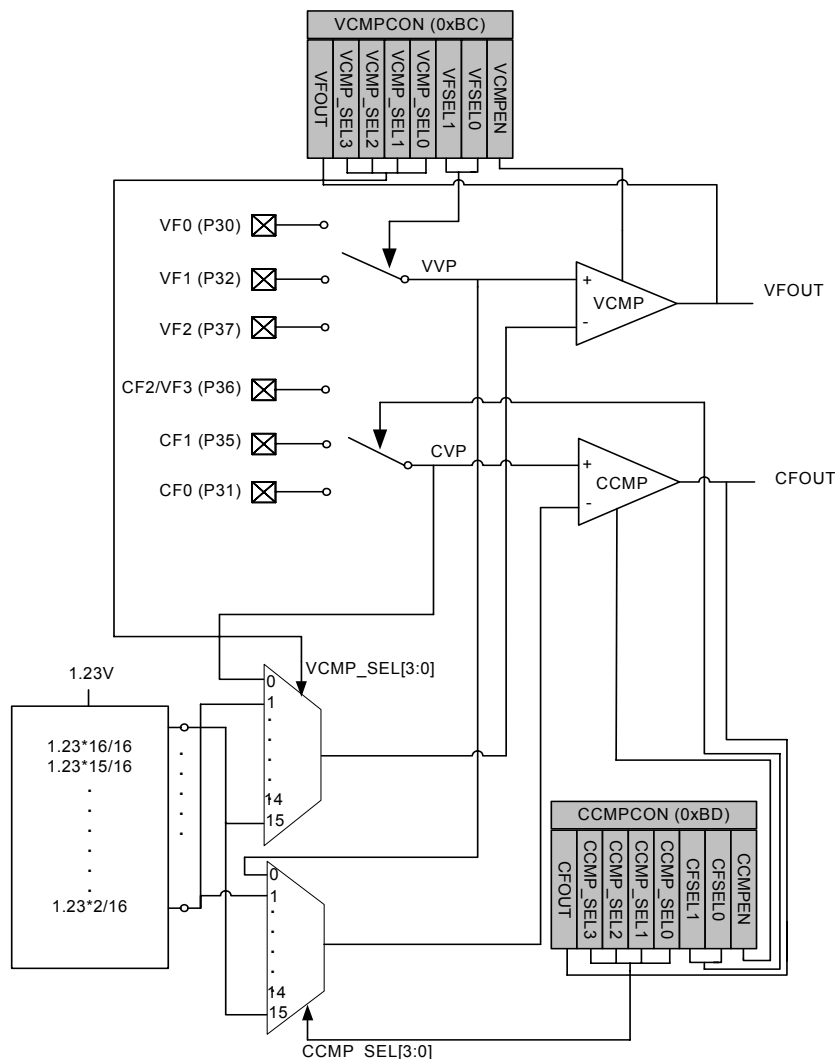 VCMPCON (0xBC)
VFOUT
VCMP_SEL3
VCMP_SEL2
VCMP_SEL1
VCMP_SEL0
VFSEL1
VFSEL0
VCMPEN
VF0 (P30)
VF1 (P32)
VVP
+
VCMP
-
VFOUT
VF2 (P37)
CF2/VF3 (P36)
CF1 (P35)
CVP
+
CCMP
-
CFOUT
CF0 (P31)
VCMP_SEL[3:0]
1.23V
0
1
14
15
1.23*16/16
1.23*15/16
1.23*2/16
0
1
14
15
CCMP_SEL[3:0]
CCMPCON (0xBD)
CFOUT
CCMP_SEL3
CCMP_SEL2
CCMP_SEL1
CCMP_SEL0
CFSEL1
CFSEL0
CCMPEN